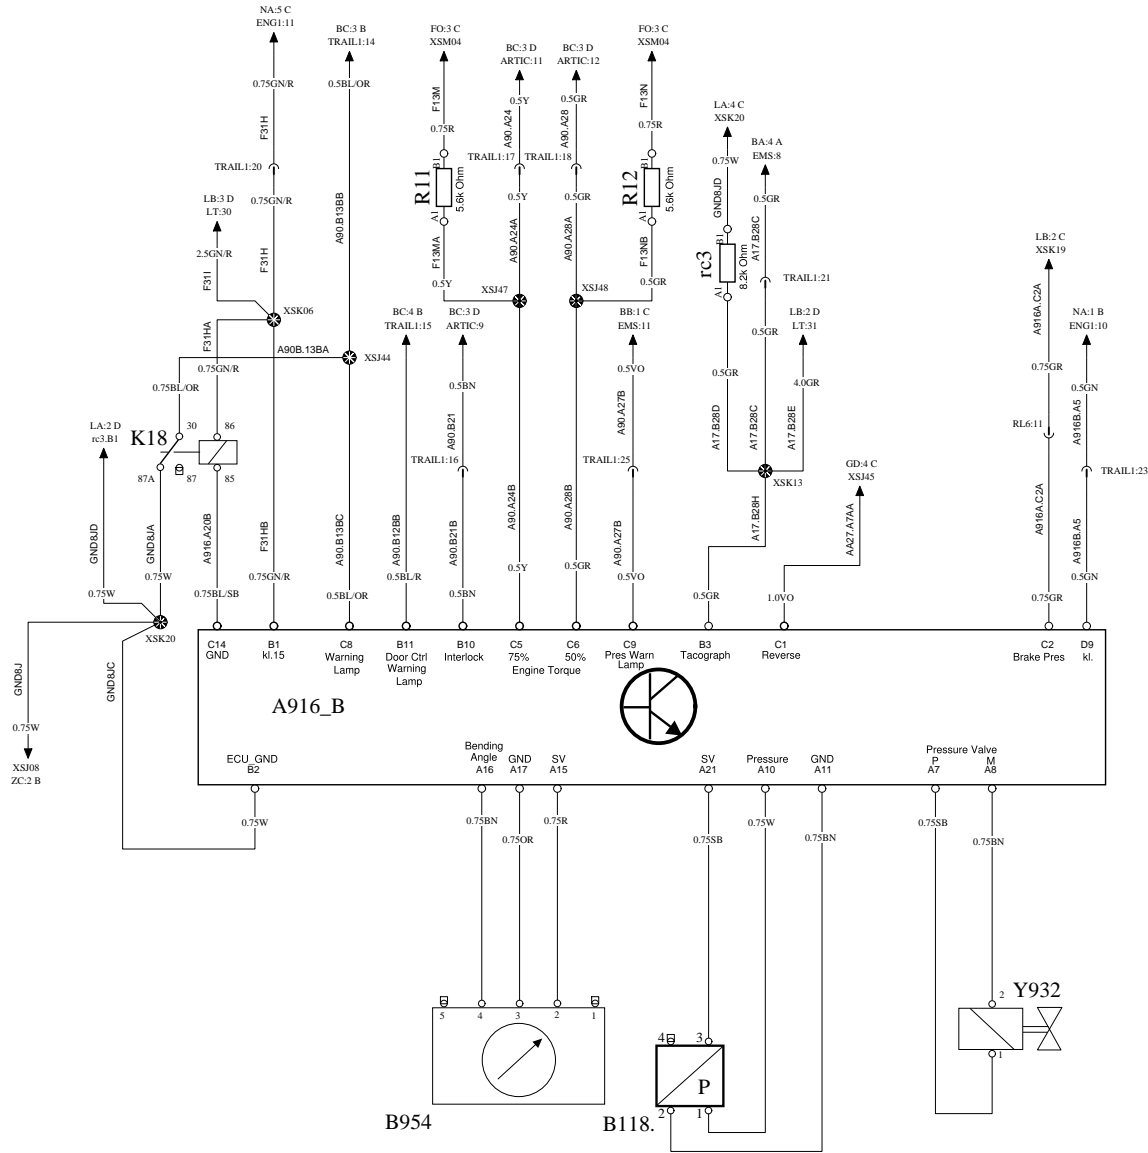 NA:5 C
ENG1:11
BC:3 B
TRAIL1:14
FO:3 C
XSM04
BC:3 D
ARTIC:11
BC:3 D
ARTIC:12
FO:3 C
XSM04
0.75GN/R
0.5BL/OR
F13M
0.5Y
0.5GR
F13N
LA:4 C
XSK20
F31H
0.75R
A90.A24
A90.A28
0.75R
BA:4 A
EMS:8
TRAIL1:20
B1
TRAIL1:17
TRAIL1:18
B1
0.75W
R11
5.6k Ohm
R12
5.6k Ohm
0.75GN/R
A1
0.5Y
0.5GR
A1
GND8JD
0.5GR
LB:3 D
LT:30
A90.B13BB
2.5GN/R
F31H
F13MA
A90.A24A
A90.A28A
F13NB
B1
A17.B28C
rc3
8.2k Ohm
A1
LB:2 C
XSK19
F31I
0.5Y
XSJ47
XSJ48
0.5GR
TRAIL1:21
XSK06
F31HA
BC:4 B
TRAIL1:15
BC:3 D
ARTIC:9
BB:1 C
EMS:11
0.5GR
LB:2 D
LT:31
A916A.C2A
NA:1 B
ENG1:10
A90B.13BA
XSJ44
0.75GN/R
0.5VO
0.5GR
4.0GR
0.75GR
0.75BL/OR
0.5BN
0.5GN
LA:2 D
rc3.B1
K18
30
86
A90.B21
A90.A27B
A17.B28D
A17.B28C
A17.B28E
RL6:11
A916B.A5
87A
87
85
TRAIL1:16
TRAIL1:25
XSK13
GD:4 C
XSJ45
TRAIL1:23
GND8JD
GND8JA
A916.A20B
F31HB
A90.B13BC
A90.B12BB
A90.B21B
A90.A24B
A90.A28B
A90.A27B
A17.B28H
AA27.A7AA
A916A.C2A
A916B.A5
0.75W
0.75W
0.75BL/SB
0.75GN/R
0.5BL/OR
0.5BL/R
0.5BN
0.5Y
0.5GR
0.5VO
0.5GR
1.0VO
0.75GR
0.5GN
XSK20
C14
GND
B1
kl.15
C8
Warning
Lamp
B11
Door Ctrl
Warning
Lamp
B10
Interlock
C5
75%
C6
50%
Engine Torque
C9
Pres Warn
Lamp
B3
Tacograph
C1
Reverse
C2
Brake Pres
D9
kl.
GND8J
GND8JC
A916_B
0.75W
XSJ08
ZC:2 B
ECU_GND
B2
Bending
Angle
A16
GND
A17
SV
A15
SV
A21
Pressure
A10
GND
A11
Pressure Valve
P
A7
M
A8
0.75W
0.75BN
0.75OR
0.75R
0.75SB
0.75W
0.75BN
0.75SB
0.75BN
5
4
3
2
1
2
Y932
1
4
3
P
2
1
B954
B118.